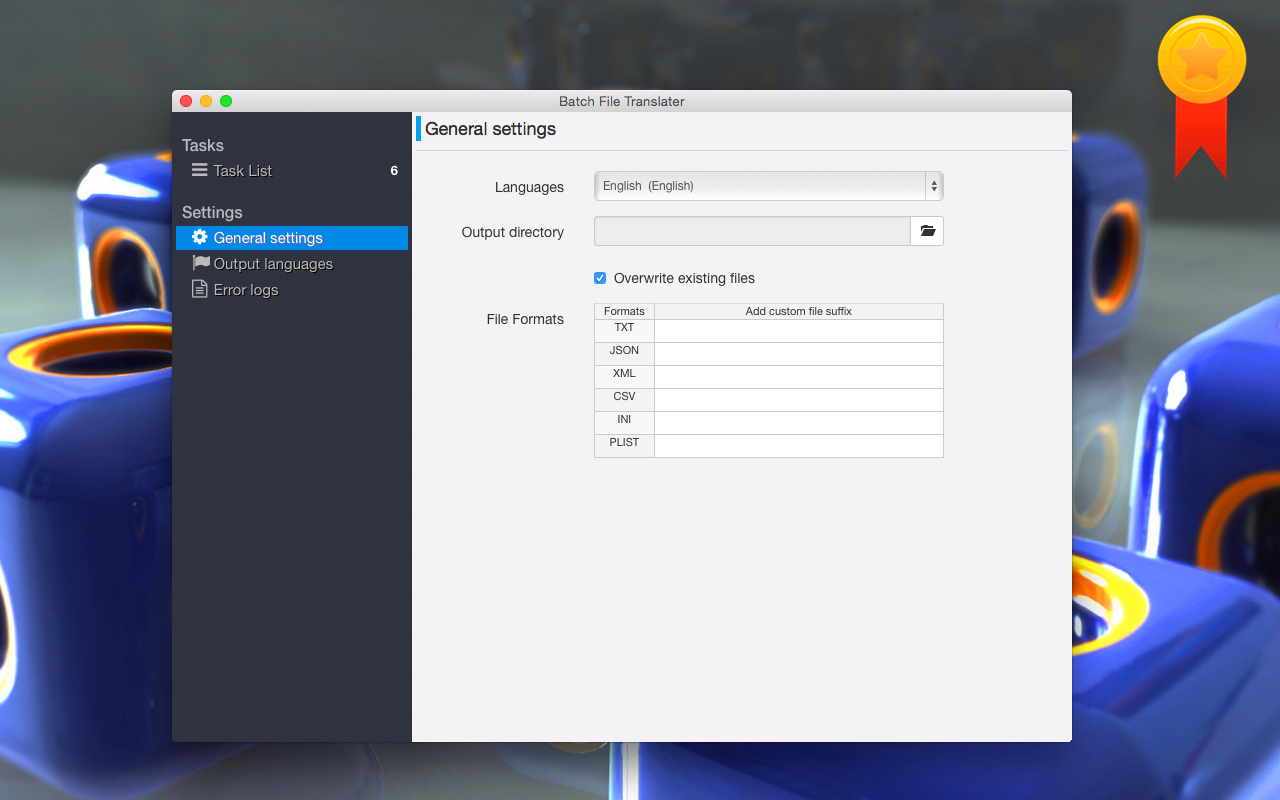 Batch File Translater
Tasks
Task List 6
Settings
General settings
Output languages
Error logs
General settings
Languages English (English)
Output directory
Overwrite existing files
File Formats
Formats Add custom file suffix
TXT
JSON
XML
CSV
INI
PLIST